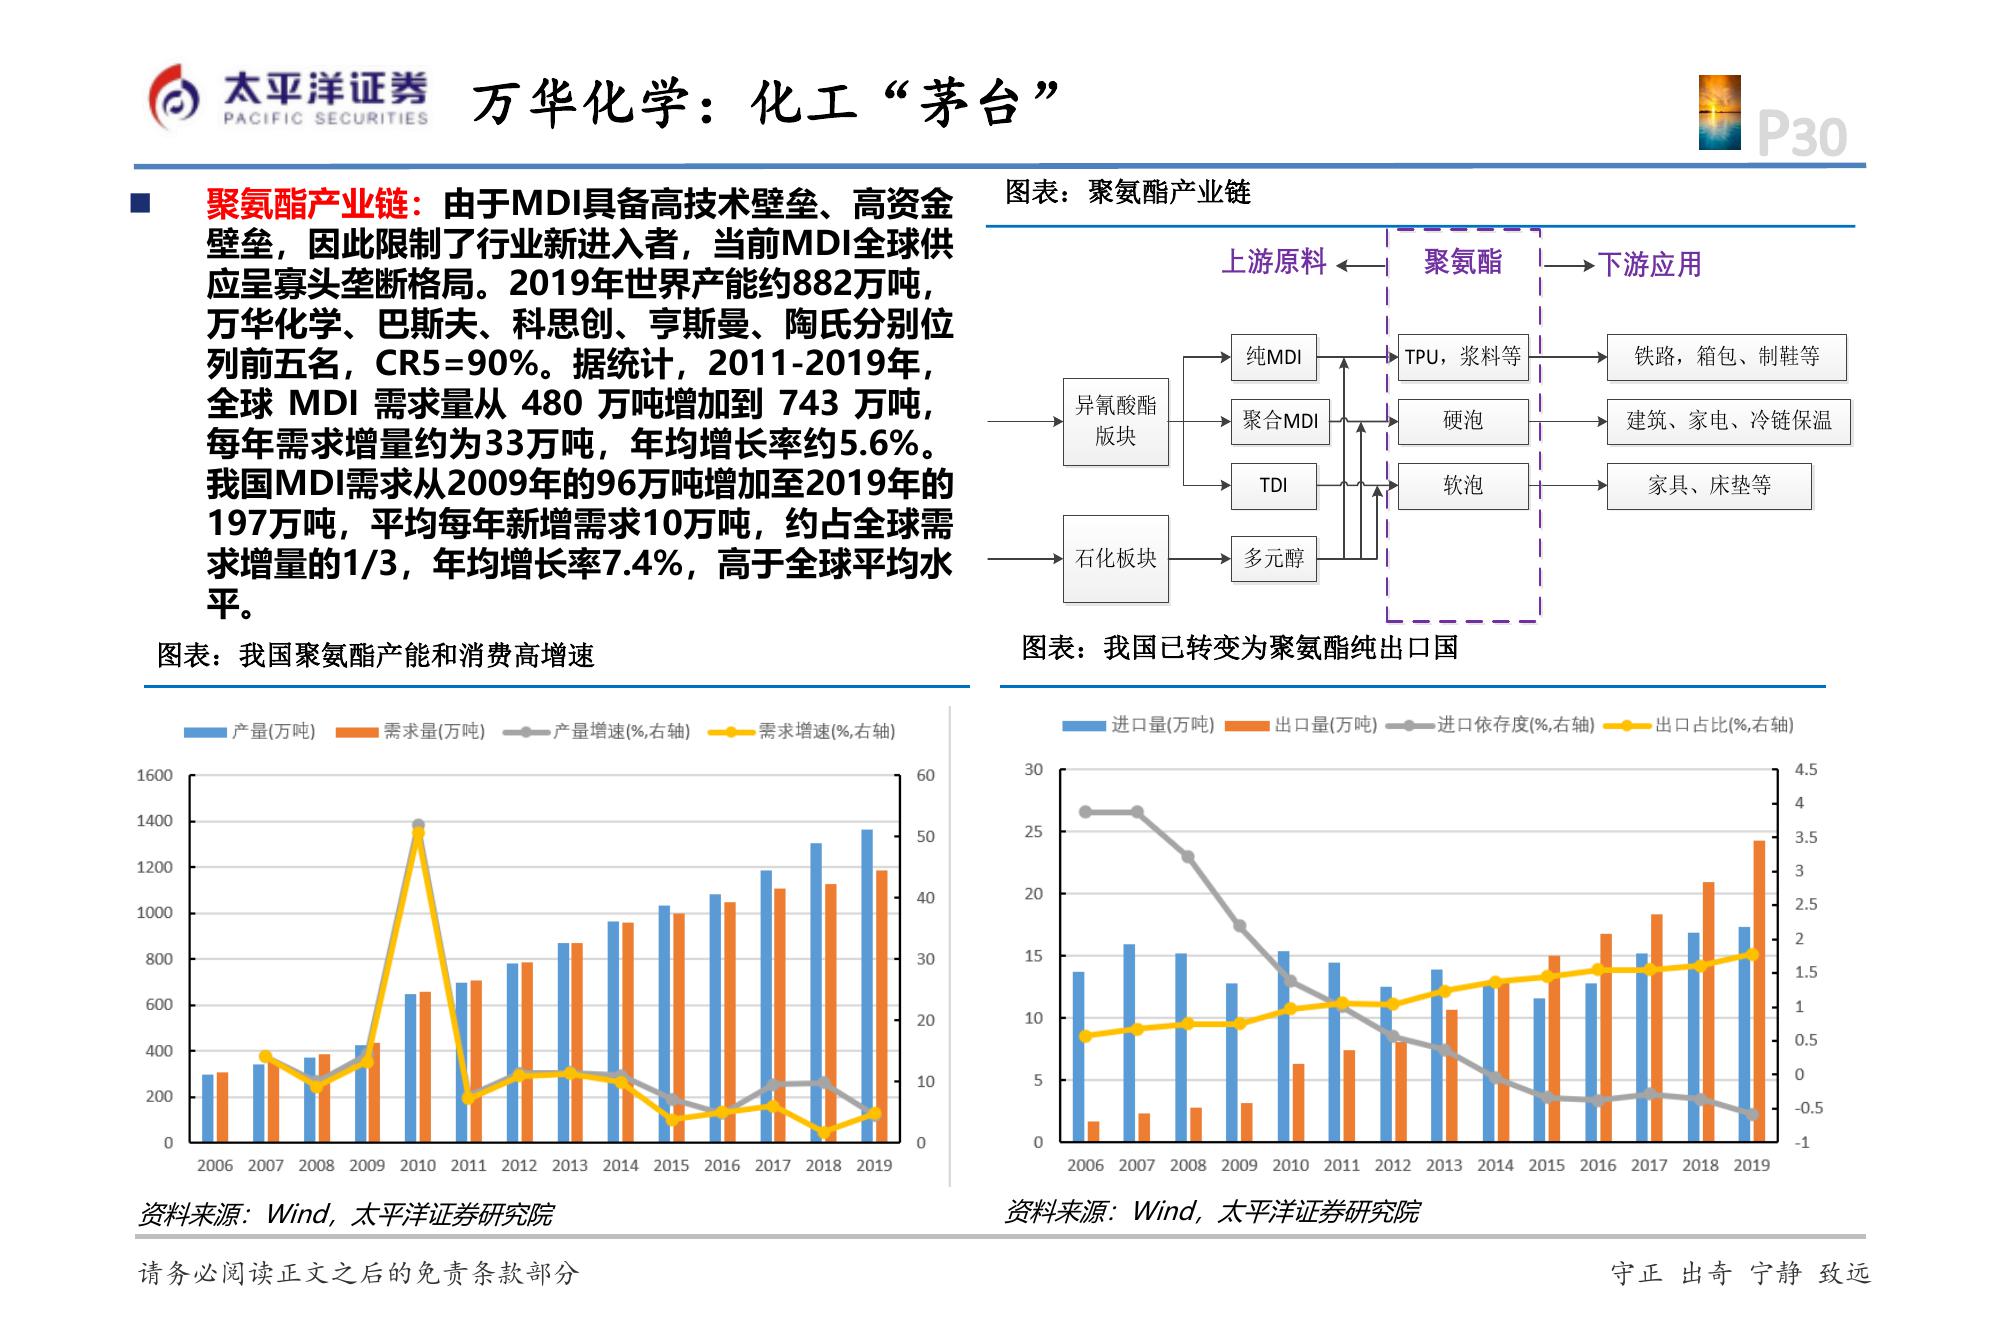 太平洋证券
PACIFIC SECURITIES
万华化学：化工“茅台”
P30
聚氨酯产业链：由于MDI具备高技术壁垒、高资金
壁垒，因此限制了行业新进入者，当前MDI全球供
应呈寡头垄断格局。2019年世界产能约882万吨，
万华化学、巴斯夫、科思创、亨斯曼、陶氏分别位
列前五名，CR5=90%。据统计，2011-2019年，
全球 MDI 需求量从 480 万吨增加到 743 万吨，
每年需求增量约为33万吨，年均增长率约5.6%。
我国MDI需求从2009年的96万吨增加至2019年的
197万吨，平均每年新增需求10万吨，约占全球需
求增量的1/3，年均增长率7.4%，高于全球平均水
平。
图表：聚氨酯产业链
上游原料 聚氨酯 下游应用
纯MDI TPU，浆料等 铁路，箱包、制鞋等
异氰酸酯
版块
聚合MDI 硬泡 建筑、家电、冷链保温
TDI 软泡 家具、床垫等
石化板块 多元醇
图表：我国聚氨酯产能和消费高增速
产量(万吨) 需求量(万吨) 产量增速(%,右轴) 需求增速(%,右轴)
1600 60
1400 50
1200
1000 40
800 30
600 20
400 10
200
0 0
2006 2007 2008 2009 2010 2011 2012 2013 2014 2015 2016 2017 2018 2019
资料来源：Wind，太平洋证券研究院
图表：我国已转变为聚氨酯纯出口国
进口量(万吨) 出口量(万吨) 进口依存度(%,右轴) 出口占比(%,右轴)
30 4.5
4
25 3.5
3
20 2.5
2
15 1.5
10 1
0.5
5 0
-0.5
0 -1
2006 2007 2008 2009 2010 2011 2012 2013 2014 2015 2016 2017 2018 2019
资料来源：Wind，太平洋证券研究院
请务必阅读正文之后的免责条款部分
守正 出奇 宁静 致远